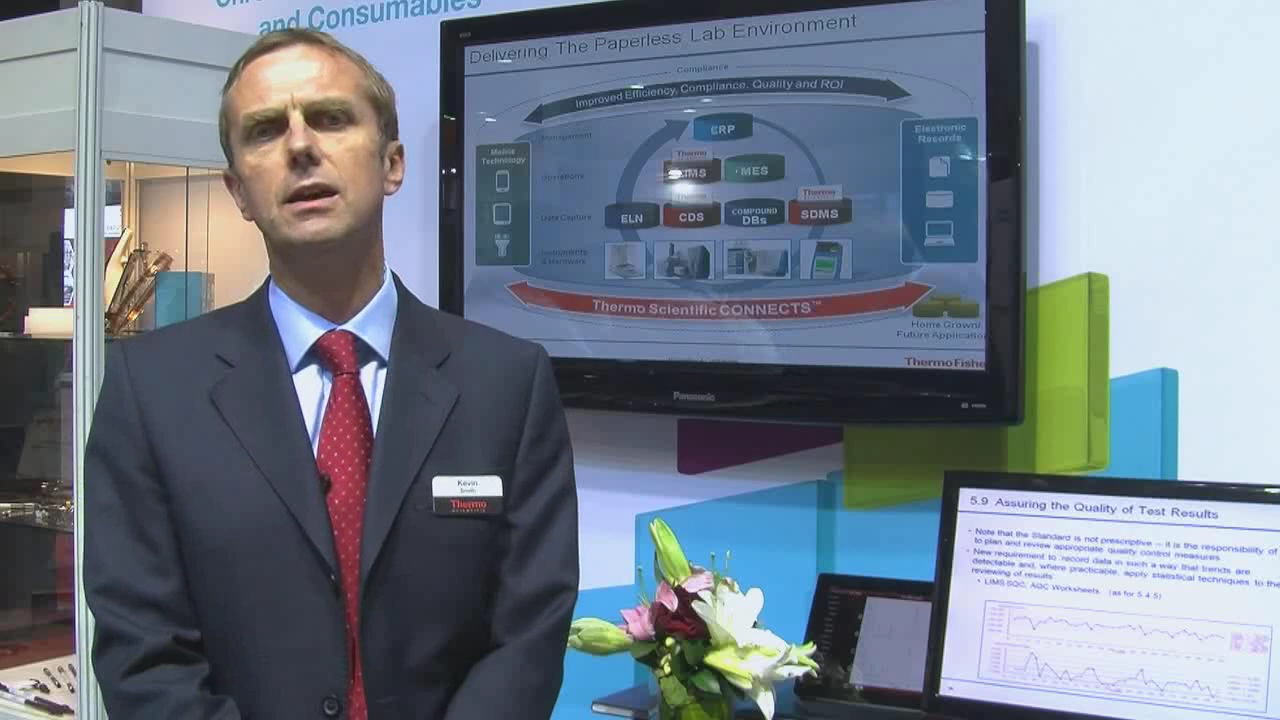 and Consumables
Delivering The Paperless Lab Environment
Compliance
Improved Efficiency, Compliance, Quality and ROI
Management
ERP
Mobile
Technology
Electronic
Records
Thermo
LIMS
MES
Operations
Thermo
Thermo
Data Capture
ELN
CDS
COMPOUND
DBs
SDMS
Instruments
& Hardware
Thermo Scientific CONNECTS™
Home Grown/
Future Application
ThermoFishe
Panasonic
Kevin
Smith
Thermo
SCIENTIFIC
5.9 Assuring the Quality of Test Results
• Note that the Standard is not prescriptive – it is the responsibility of
to plan and review appropriate quality control measures
• New requirement to record data in such a way that trends are
detectable and, where practicable, apply statistical techniques to the
reviewing of results
• LIMS SQC, AQC Worksheets. (as for 5.4.5)